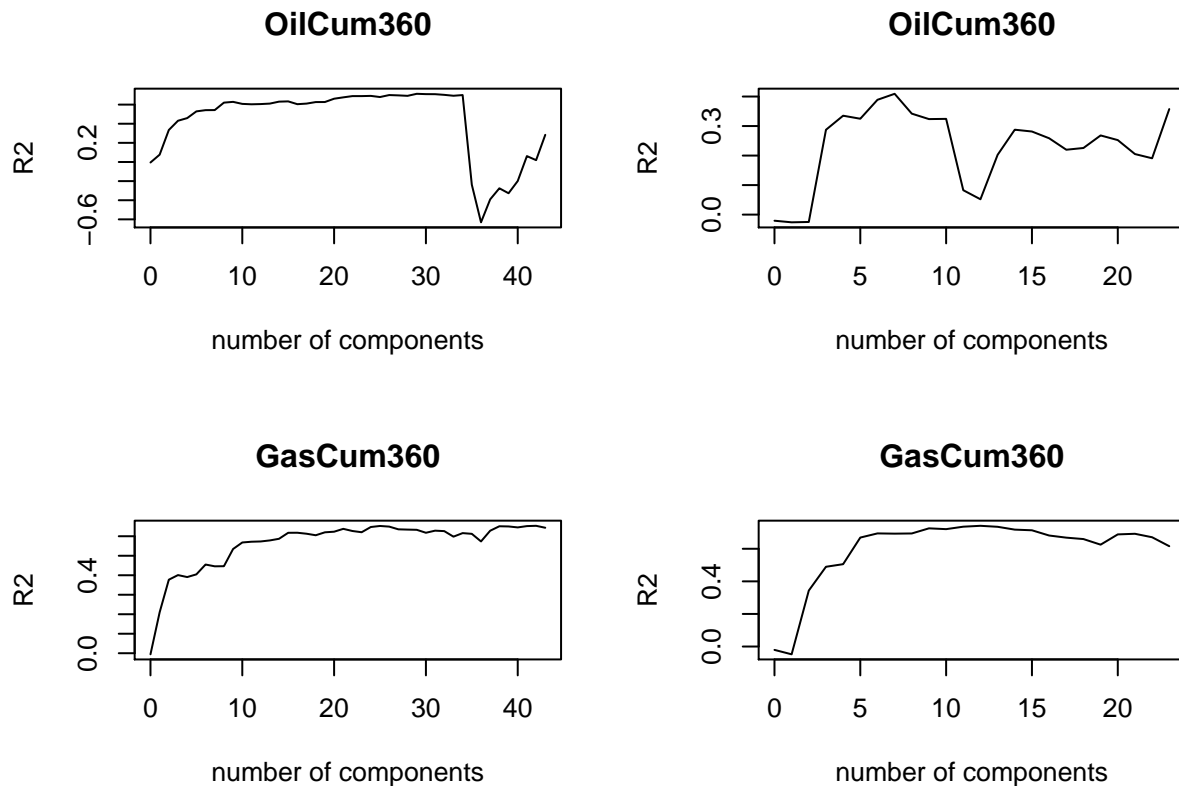 OilCum360
R2
0.2
−0.6
0 10 20 30 40
number of components
OilCum360
R2
0.3
0.0
0 5 10 15 20
number of components
GasCum360
R2
0.4
0.0
0 10 20 30 40
number of components
GasCum360
R2
0.4
0.0
0 5 10 15 20
number of components